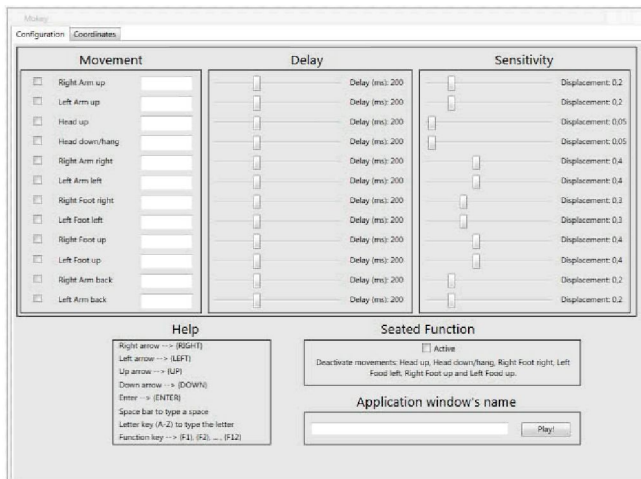 Mokey
Configuration Coordinates
Movement Delay Sensitivity
Right Arm up Delay (ms): 200 Displacement: 0,2
Left Arm up Delay (ms): 200 Displacement: 0,2
Head up Delay (ms): 200 Displacement: 0,05
Head down/hang Delay (ms): 200 Displacement: 0,05
Right Arm right Delay (ms): 200 Displacement: 0,4
Left Arm left Delay (ms): 200 Displacement: 0,4
Right Foot right Delay (ms): 200 Displacement: 0,3
Left Foot left Delay (ms): 200 Displacement: 0,3
Right Foot up Delay (ms): 200 Displacement: 0,4
Left Foot up Delay (ms): 200 Displacement: 0,4
Right Arm back Delay (ms): 200 Displacement: 0,2
Left Arm back Delay (ms): 200 Displacement: 0,2
Help
Right arrow --> {RIGHT}
Left arrow --> {LEFT}
Up arrow --> {UP}
Down arrow --> {DOWN}
Enter --> {ENTER}
Space bar to type a space
Letter key (A-Z) to type the letter
Function key --> {F1}, {F2}, ... , {F12}
Seated Function
Active
Deactivate movements: Head up, Head down/hang, Right Foot right, Left
Food left, Right Foot up and Left Food up.
Application window's name
Play!